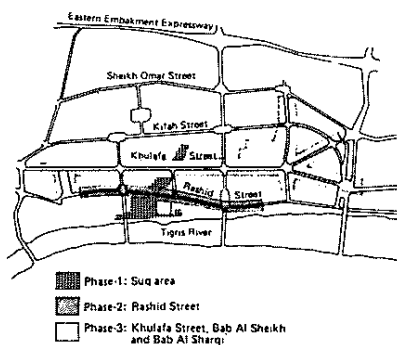 Eastern Embakment Expressway
Sheikh Omar Street
Kifah Street
Khulafa Street
Rashid Street
Tigris River
Phase-1: Suq area
Phase-2: Rashid Street
Phase-3: Khulafa Street, Bab Al Sheikh
and Bab Al Sharqi